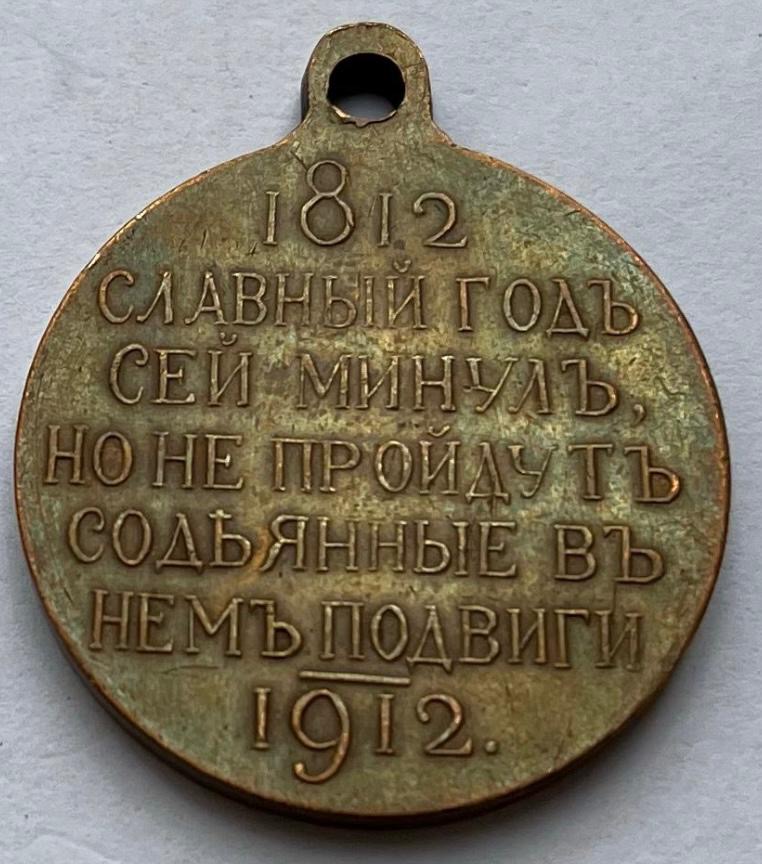 1812
СЛАВНЫЙ ГОДЪ
СЕЙ МИНУЛЪ,
НО НЕ ПРОЙДУТЪ
СОДѢЯННЫЕ ВЪ
НЕМЪ ПОДВИГИ
1912.